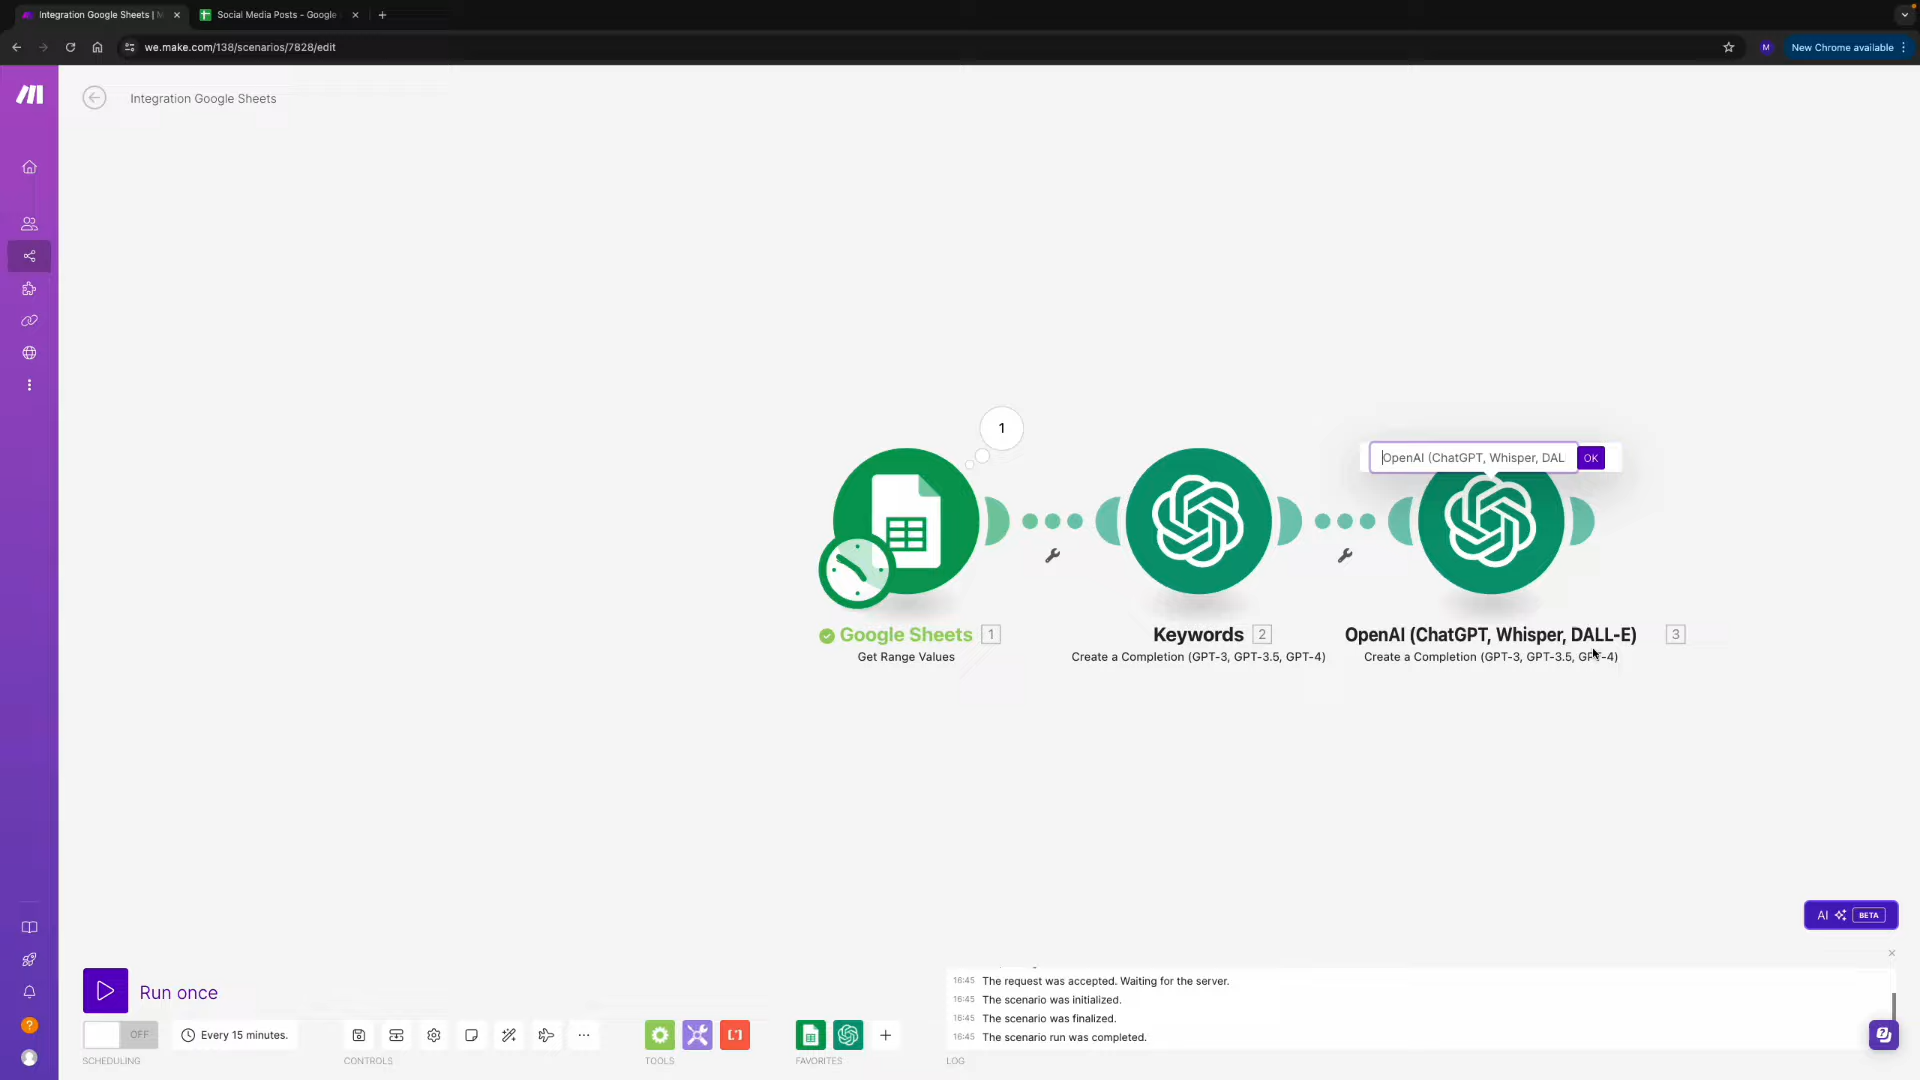 Integration Google Sheets |
Social Media Posts - Google
we.make.com/138/scenarios/7828/edit
M
New Chrome available
Integration Google Sheets
1
OpenAI (ChatGPT, Whisper, DAL
OK
Google Sheets 1
Get Range Values
Keywords 2
Create a Completion (GPT-3, GPT-3.5, GPT-4)
OpenAI (ChatGPT, Whisper, DALL-E) 3
Create a Completion (GPT-3, GPT-3.5, GPT-4)
AI BETA
Run once
16:45 The request was accepted. Waiting for the server.
16:45 The scenario was initialized.
16:45 The scenario was finalized.
16:45 The scenario run was completed.
OFF
Every 15 minutes.
SCHEDULING
CONTROLS
TOOLS
FAVORITES
LOG